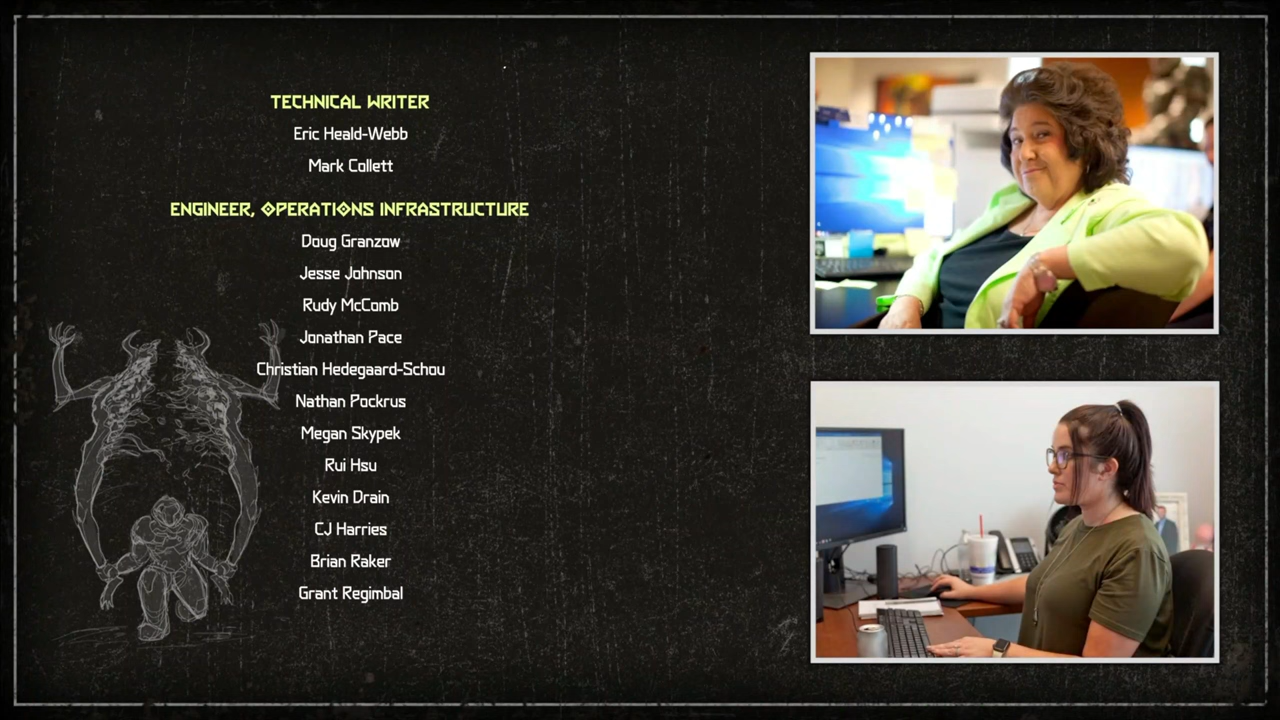 TECHNICAL WRITER
Eric Heald-Webb
Mark Collett
ENGINEER, OPERATIONS INFRASTRUCTURE
Doug Granzow
Jesse Johnson
Rudy McComb
Jonathan Pace
Christian Hedegaard-Schou
Nathan Pockrus
Megan Skypek
Rui Hsu
Kevin Drain
CJ Harries
Brian Raker
Grant Regimbal